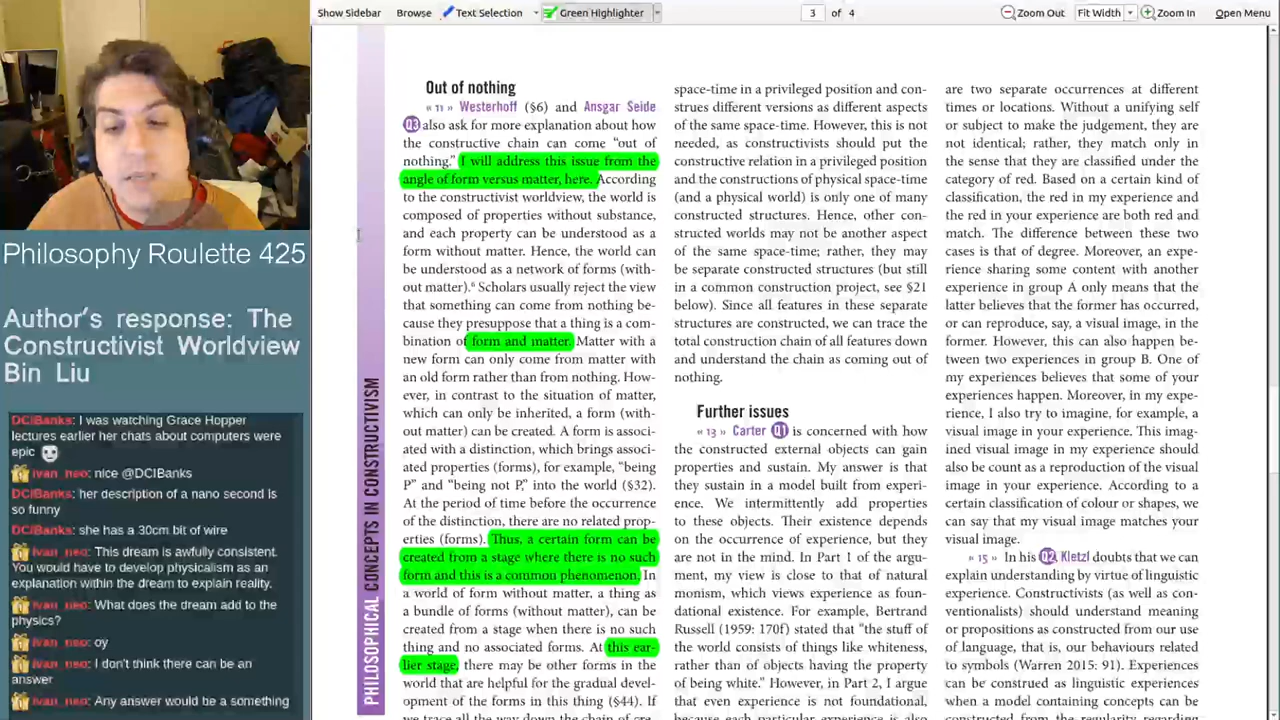 Show Sidebar Browse Text Selection Green Highlighter 3 of 4 Zoom Out Fit Width Zoom In Open Menu
Philosophy Roulette 425
Author's response: The
Constructivist Worldview
Bin Liu
DCIBanks: I was watching Grace Hopper
lectures earlier her chats about computers were
epic
ivan_neo: nice @DCIBanks
DCIBanks: her description of a nano second is
so funny
DCIBanks: she has a 30cm bit of wire
ivan_neo: This dream is awfully consistent.
You would have to develop physicalism as an
explanation within the dream to explain reality.
ivan_neo: What does the dream add to the
physics?
ivan_neo: oy
ivan_neo: I don't think there can be an
answer
ivan_neo: Any answer would be a something
PHILOSOPHICAL CONCEPTS IN CONSTRUCTIVISM
Out of nothing
« 11 » Westerhoff (§6) and Ansgar Seide
Q3 also ask for more explanation about how
the constructive chain can come “out of
nothing.” I will address this issue from the
angle of form versus matter, here. According
to the constructivist worldview, the world is
composed of properties without substance,
and each property can be understood as a
form without matter. Hence, the world can
be understood as a network of forms (with-
out matter).⁶ Scholars usually reject the view
that something can come from nothing be-
cause they presuppose that a thing is a com-
bination of form and matter. Matter with a
new form can only come from matter with
an old form rather than from nothing. How-
ever, in contrast to the situation of matter,
which can only be inherited, a form (with-
out matter) can be created. A form is associ-
ated with a distinction, which brings associ-
ated properties (forms), for example, “being
P” and “being not P,” into the world (§32).
At the period of time before the occurrence
of the distinction, there are no related prop-
erties (forms). Thus, a certain form can be
created from a stage where there is no such
form and this is a common phenomenon. In
a world of form without matter, a thing as
a bundle of forms (without matter), can be
created from a stage when there is no such
thing and no associated forms. At this ear-
lier stage, there may be other forms in the
world that are helpful for the gradual devel-
opment of the forms in this thing (§44). If
we trace all the way down the chain of cre-
space-time in a privileged position and con-
strues different versions as different aspects
of the same space-time. However, this is not
needed, as constructivists should put the
constructive relation in a privileged position
and the constructions of physical space-time
(and a physical world) is only one of many
constructed structures. Hence, other con-
structed worlds may not be another aspect
of the same space-time; rather, they may
be separate constructed structures (but still
in a common construction project, see §21
below). Since all features in these separate
structures are constructed, we can trace the
total construction chain of all features down
and understand the chain as coming out of
nothing.
Further issues
« 13 » Carter Q1 is concerned with how
the constructed external objects can gain
properties and sustain. My answer is that
they sustain in a model built from experi-
ence. We intermittently add properties
to these objects. Their existence depends
on the occurrence of experience, but they
are not in the mind. In Part 1 of the argu-
ment, my view is close to that of natural
monism, which views experience as foun-
dational existence. For example, Bertrand
Russell (1959: 170f) stated that “the stuff of
the world consists of things like whiteness,
rather than of objects having the property
of being white.” However, in Part 2, I argue
that even experience is not foundational,
because each particular experience is also
are two separate occurrences at different
times or locations. Without a unifying self
or subject to make the judgement, they are
not identical; rather, they match only in
the sense that they are classified under the
category of red. Based on a certain kind of
classification, the red in my experience and
the red in your experience are both red and
match. The difference between these two
cases is that of degree. Moreover, an expe-
rience sharing some content with another
experience in group A only means that the
latter believes that the former has occurred,
or can reproduce, say, a visual image, in the
former. However, this can also happen be-
tween two experiences in group B. One of
my experiences believes that some of your
experiences happen. Moreover, in my expe-
rience, I also try to imagine, for example, a
visual image in your experience. This imag-
ined visual image in my experience should
also be count as a reproduction of the visual
image in your experience. According to a
certain classification of colour or shapes, we
can say that my visual image matches your
visual image.
« 15 » In his Q2, Kletzl doubts that we can
explain understanding by virtue of linguistic
experience. Constructivists (as well as con-
ventionalists) should understand meaning
or propositions as constructed from our use
of language, that is, our behaviours related
to symbols (Warren 2015: 91). Experiences
can be construed as linguistic experiences
when a model containing concepts can be
constructed from the regularity regarding